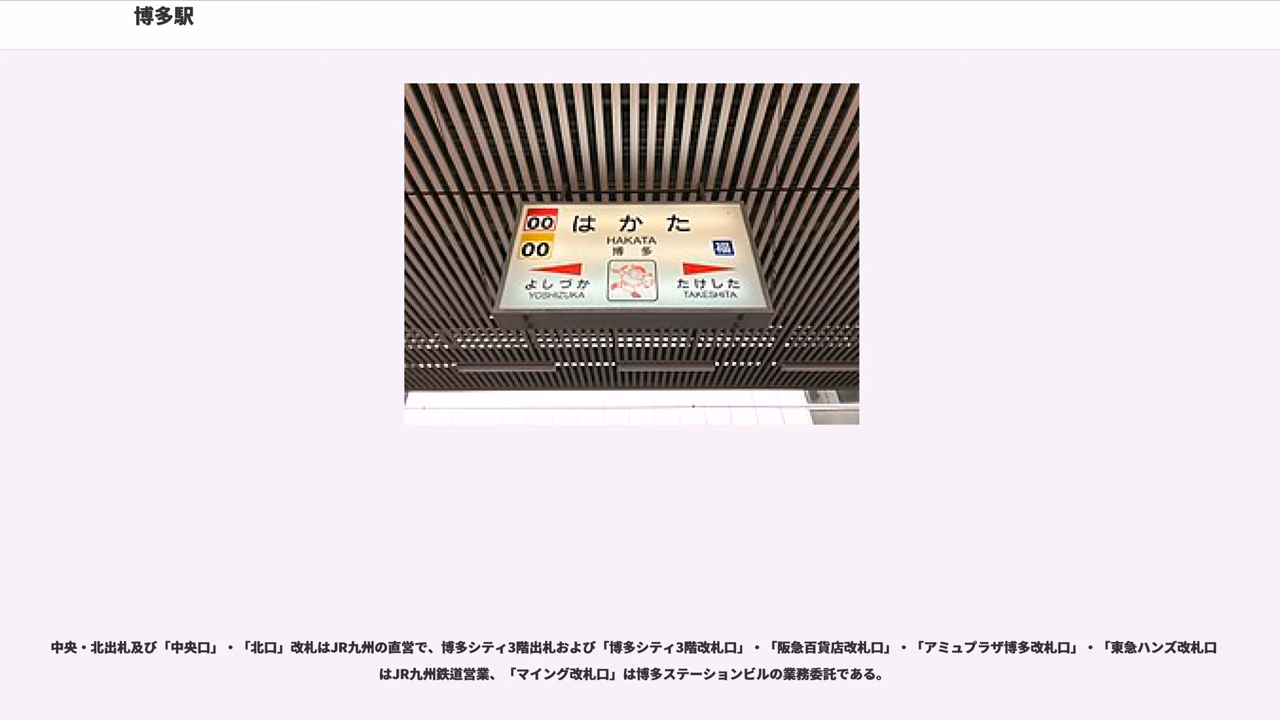 博多駅
00 はかた
HAKATA
00 博多 福
よしづか たけした
YOSHIZUKA TAKESHITA
中央・北出札及び「中央口」・「北口」改札はJR九州の直営で、博多シティ3階出札および「博多シティ3階改札口」・「阪急百貨店改札口」・「アミュプラザ博多改札口」・「東急ハンズ改札口
はJR九州鉄道営業、「マイング改札口」は博多ステーションビルの業務委託である。